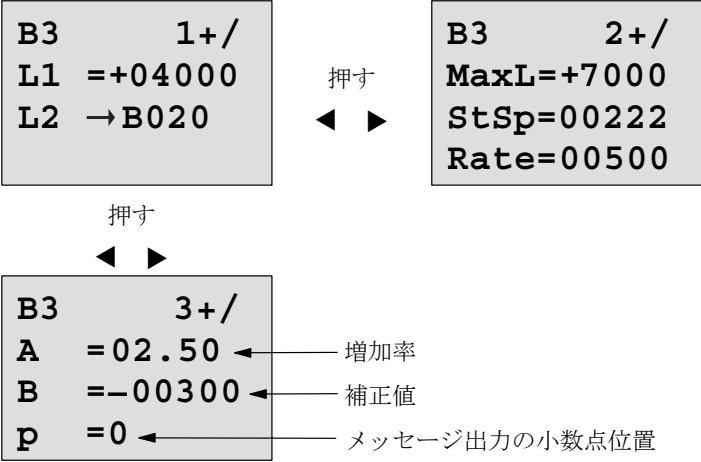 B3 1+/
L1 =+04000
L2 →B020
押す
◀ ▶
B3 2+/
MaxL=+7000
StSp=00222
Rate=00500
押す
◀ ▶
B3 3+/
A =02.50
増加率
B =–00300
補正値
p =0
メッセージ出力の小数点位置